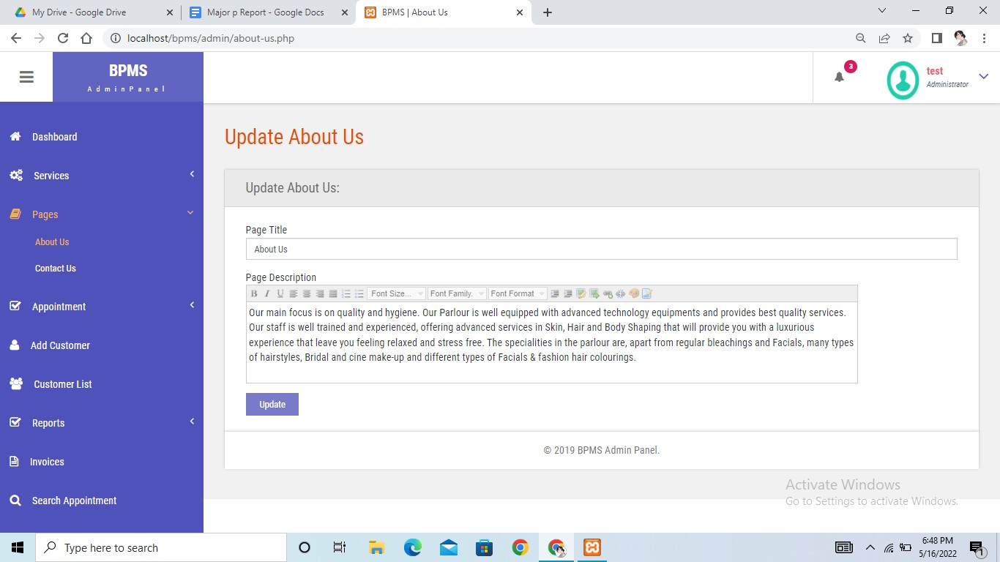 My Drive - Google Drive
Major p Report - Google Docs
BPMS | About Us
localhost/bpms/admin/about-us.php
BPMS
AdminPanel
3
test
Administrator
Dashboard
Services
Pages
About Us
Contact Us
Appointment
Add Customer
Customer List
Reports
Invoices
Search Appointment
Update About Us
Update About Us:
Page Title
About Us
Page Description
B I U Font Size... Font Family. Font Format
Our main focus is on quality and hygiene. Our Parlour is well equipped with advanced technology equipments and provides best quality services.
Our staff is well trained and experienced, offering advanced services in Skin, Hair and Body Shaping that will provide you with a luxurious
experience that leave you feeling relaxed and stress free. The specialities in the parlour are, apart from regular bleachings and Facials, many types
of hairstyles, Bridal and cine make-up and different types of Facials & fashion hair colourings.
Update
© 2019 BPMS Admin Panel.
Activate Windows
Go to Settings to activate Windows.
Type here to search
6:48 PM
5/16/2022
1